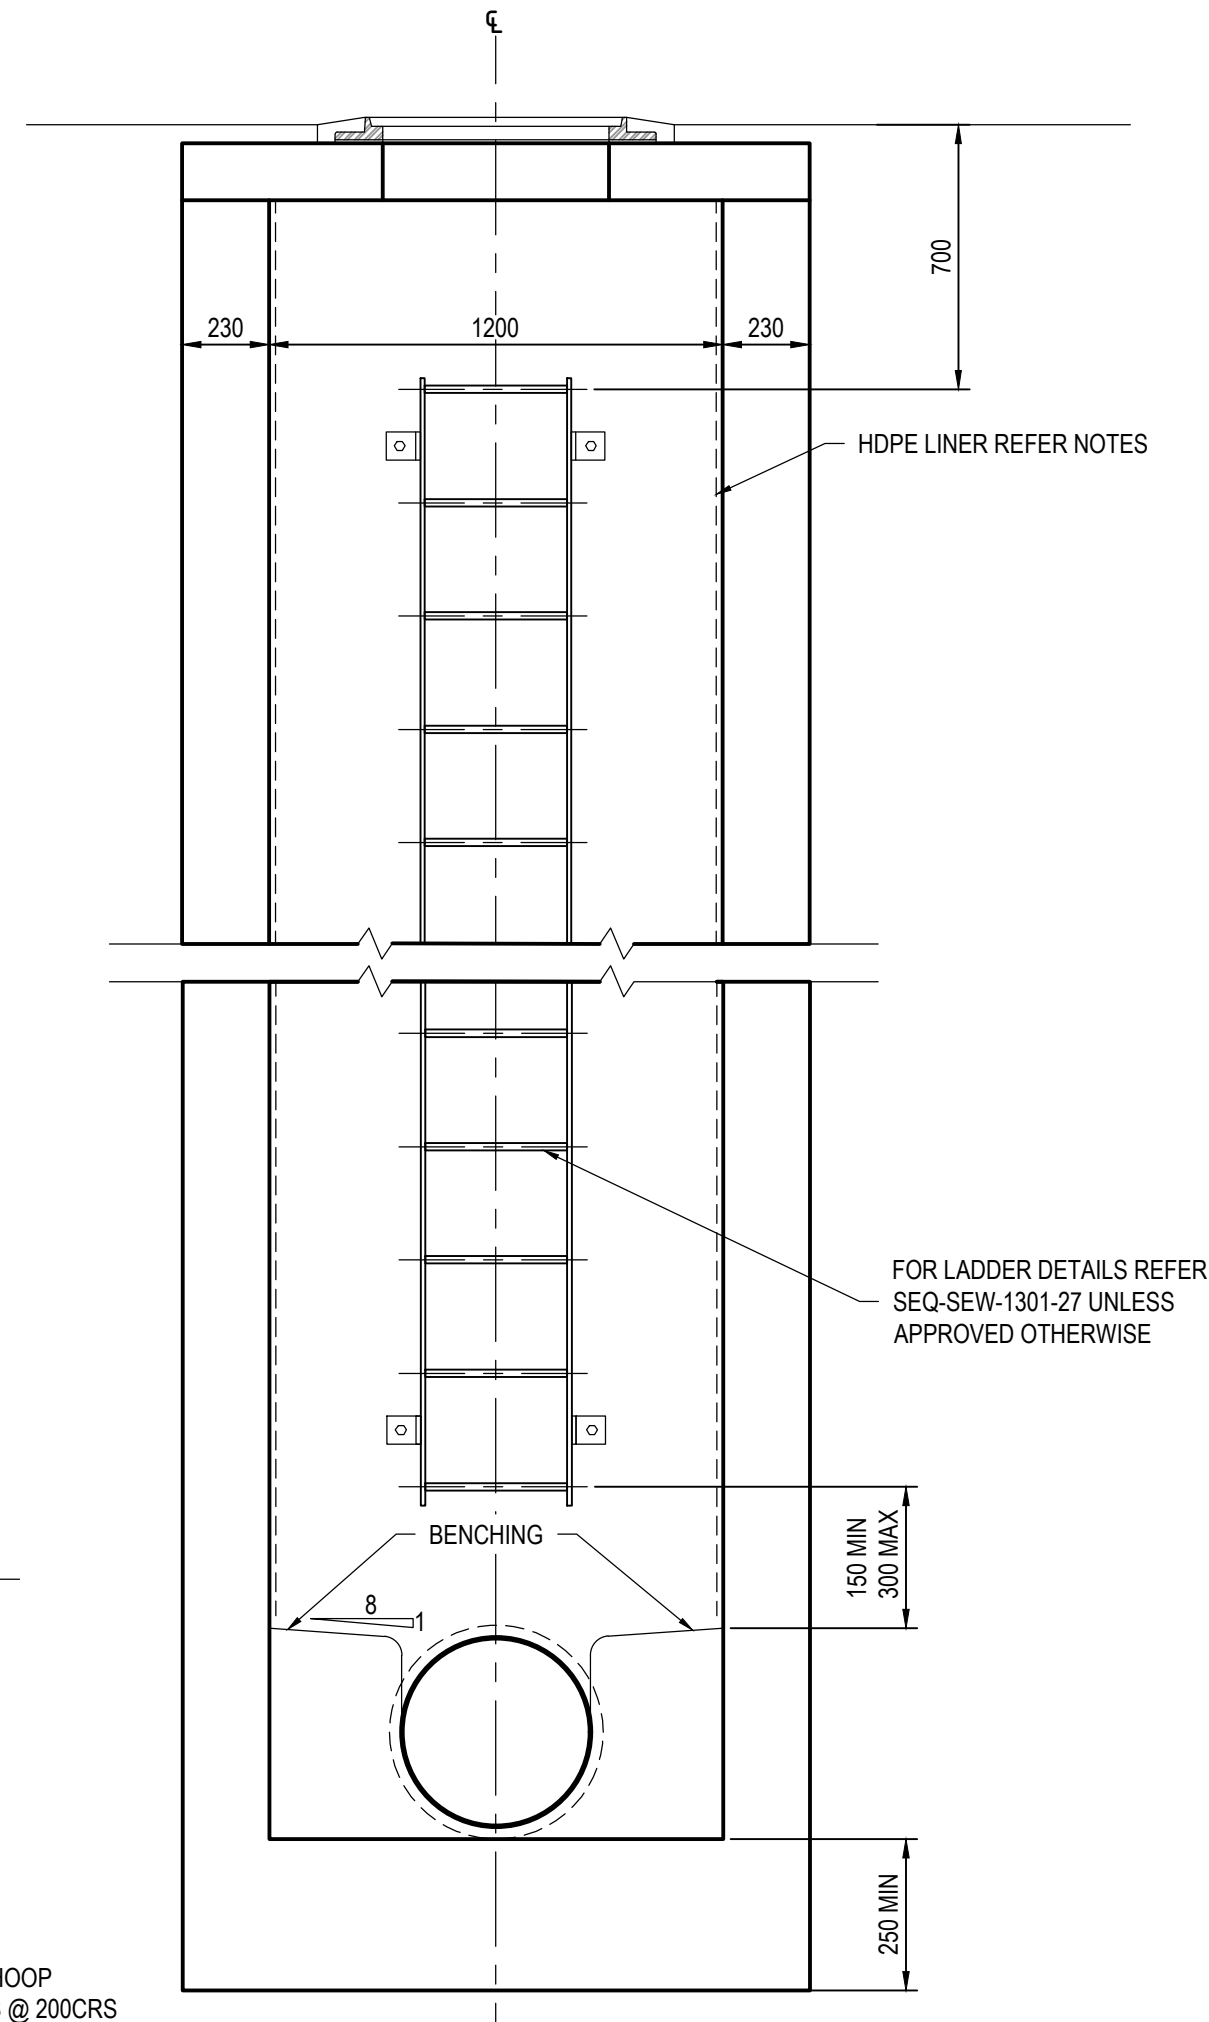 ℄
700
230
1200
230
HDPE LINER REFER NOTES
FOR LADDER DETAILS REFER
SEQ-SEW-1301-27 UNLESS
APPROVED OTHERWISE
150 MIN
300 MAX
BENCHING
8
1
250 MIN
HOOP
@ 200CRS